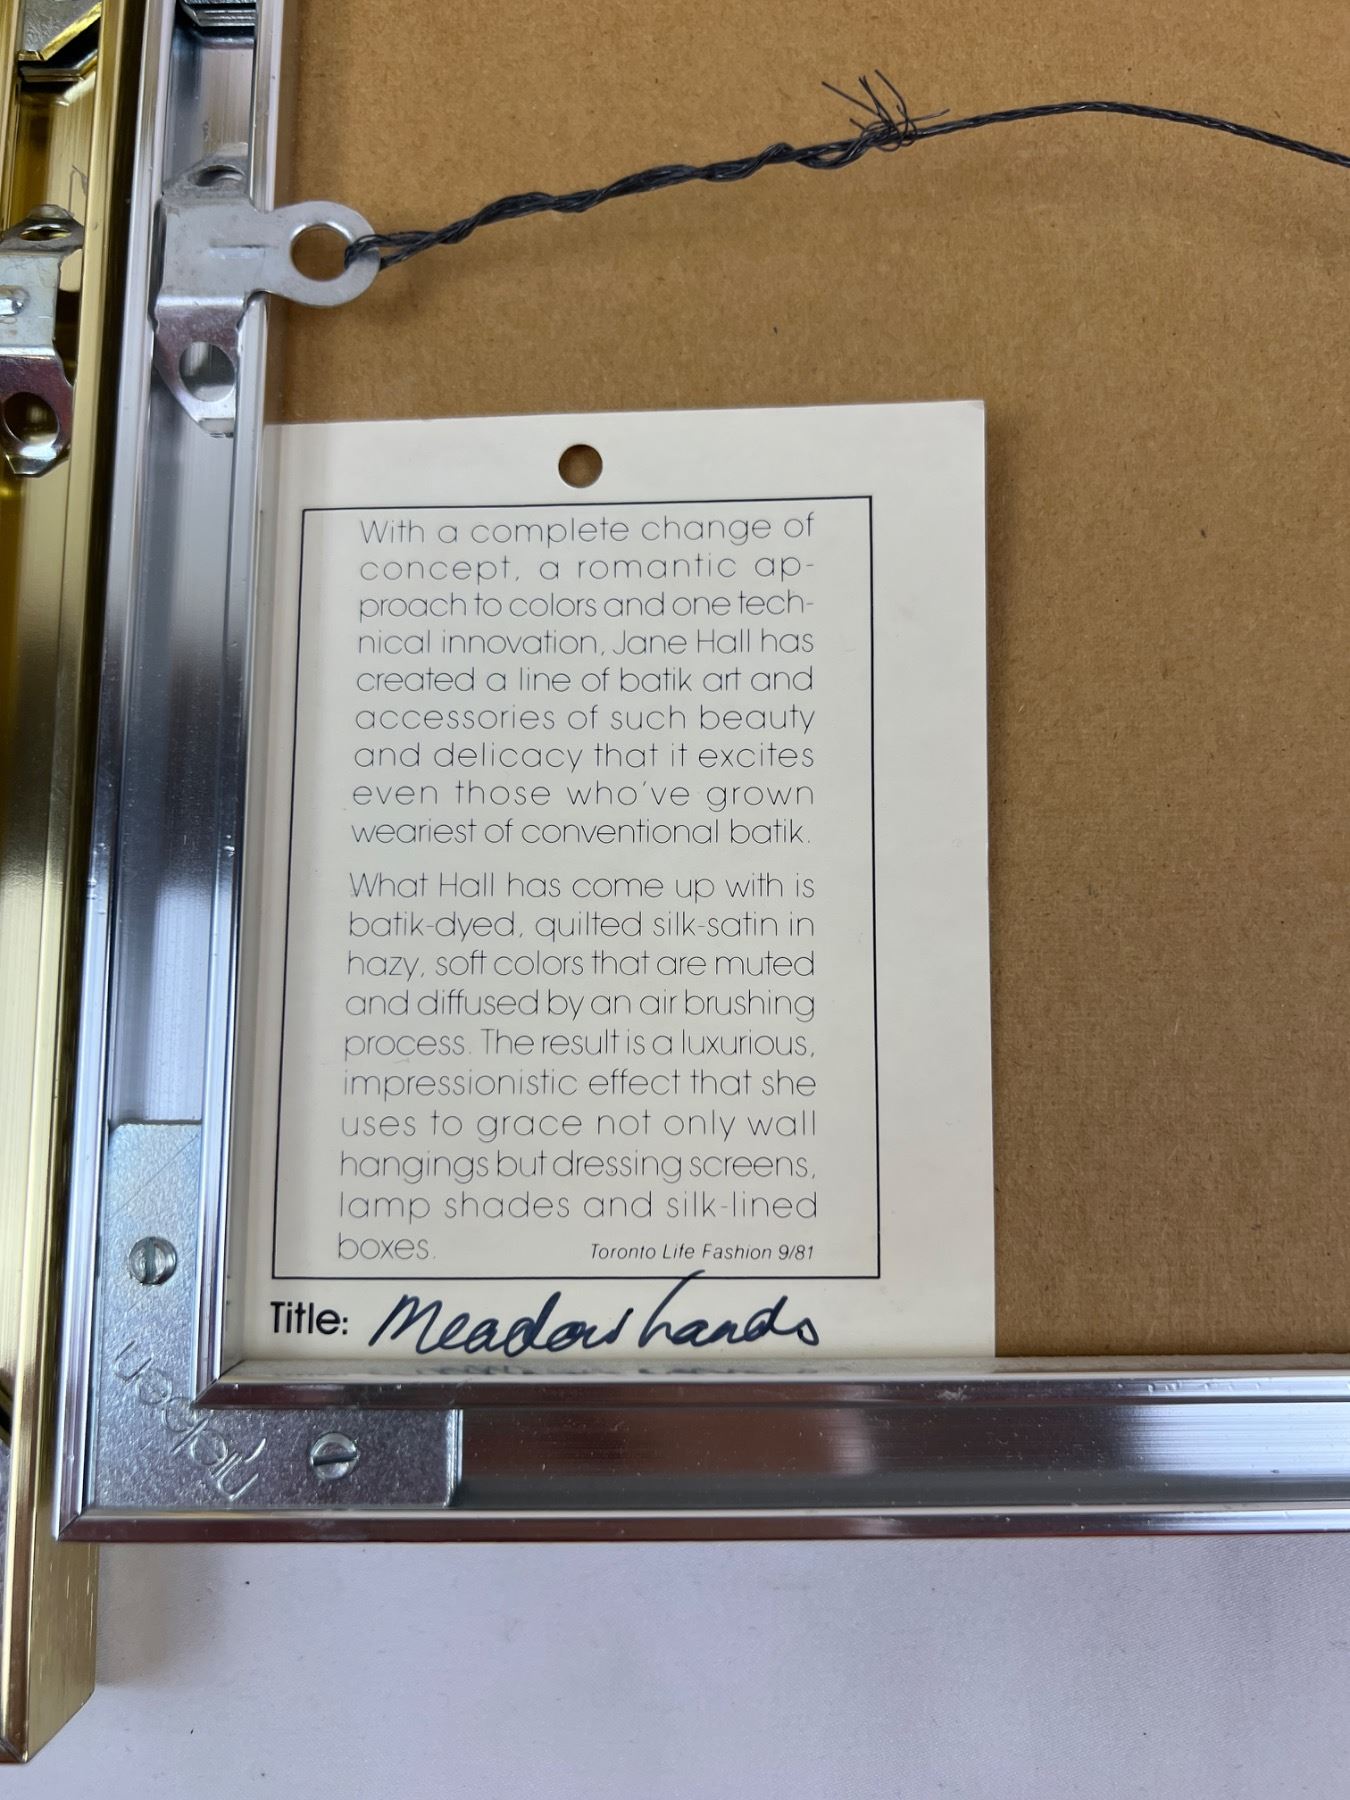 With a complete change of
concept, a romantic ap-
proach to colors and one tech-
nical innovation, Jane Hall has
created a line of batik art and
accessories of such beauty
and delicacy that it excites
even those who've grown
weariest of conventional batik.
What Hall has come up with is
batik-dyed, quilted silk-satin in
hazy, soft colors that are muted
and diffused by an air brushing
process. The result is a luxurious,
impressionistic effect that she
uses to grace not only wall
hangings but dressing screens,
lamp shades and silk-lined
boxes. Toronto Life Fashion 9/81
Title: Meadowlands
Nielsen